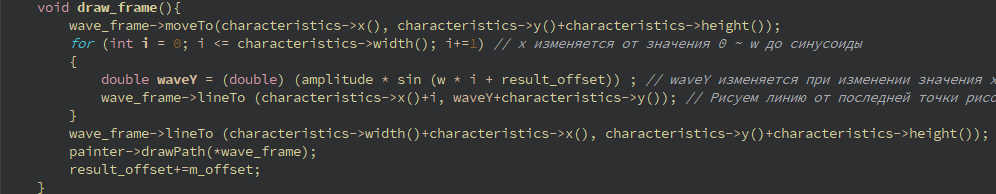 void draw_frame(){
wave_frame->moveTo(characteristics->x(), characteristics->y()+characteristics->height());
for (int i = 0; i <= characteristics->width(); i+=1) // x изменяется от значения 0 ~ w до синусоиды
{
double waveY = (double) (amplitude * sin (w * i + result_offset)) ; // waveY изменяется при изменении значения x
wave_frame->lineTo (characteristics->x()+i, waveY+characteristics->y()); // Рисуем линию от последней точки
}
wave_frame->lineTo (characteristics->width()+characteristics->x(), characteristics->y()+characteristics->height());
painter->drawPath(*wave_frame);
result_offset+=m_offset;
}